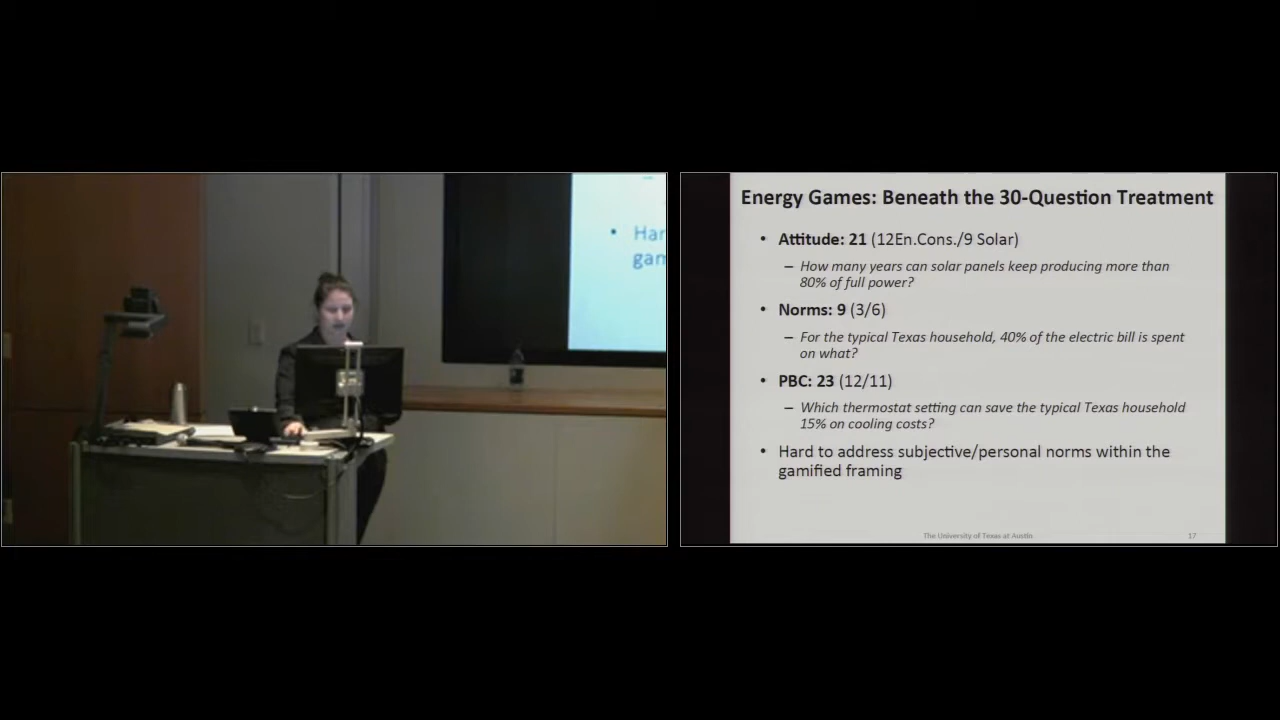 Har
gam
Energy Games: Beneath the 30-Question Treatment
• Attitude: 21 (12En.Cons./9 Solar)
– How many years can solar panels keep producing more than
80% of full power?
• Norms: 9 (3/6)
– For the typical Texas household, 40% of the electric bill is spent
on what?
• PBC: 23 (12/11)
– Which thermostat setting can save the typical Texas household
15% on cooling costs?
• Hard to address subjective/personal norms within the
gamified framing
The University of Texas at Austin
17